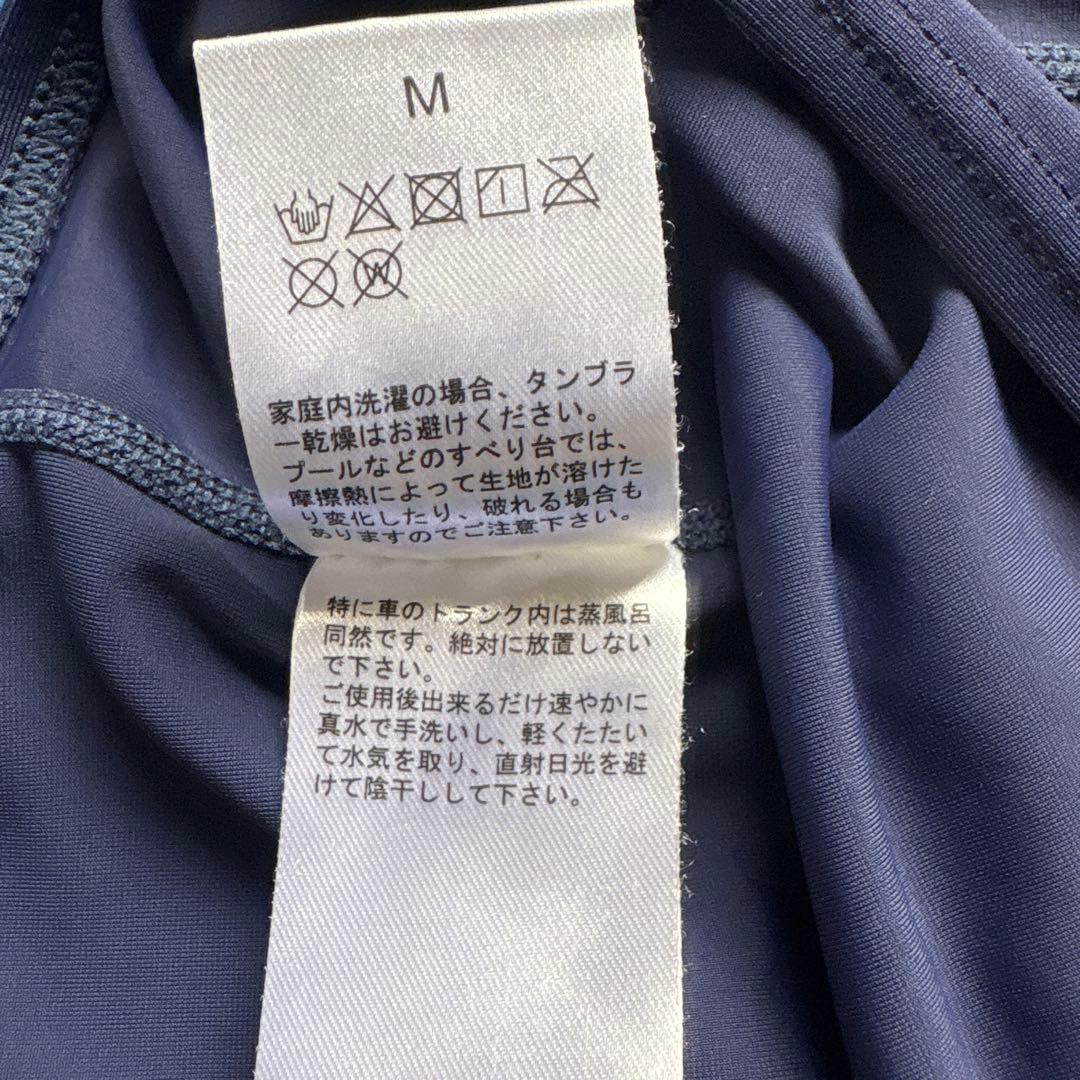 M
W
家庭内洗濯の場合、タンブラ
ー乾燥はお避けください。
プールなどのすべり台では、
摩擦熱によって生地が溶けた
り変化したり、破れる場合も
ありますのでご注意下さい。
特に車のトランク内は蒸風呂
同然です。絶対に放置しない
で下さい。
ご使用後出来るだけ速やかに
真水で手洗いし、軽くたたい
て水気を取り、直射日光を避
けて陰干しして下さい。